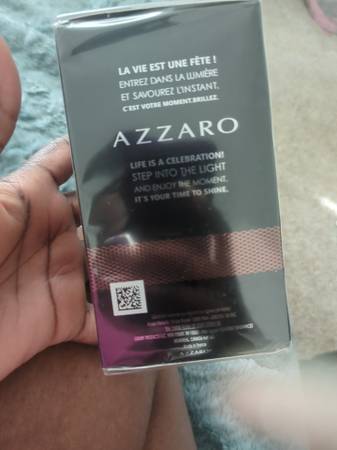 LA VIE EST UNE FÊTE !
ENTREZ DANS LA LUMIÈRE
ET SAVOUREZ L'INSTANT.
C'EST VOTRE MOMENT.BRILLEZ.
AZZARO
LIFE IS A CELEBRATION!
STEP INTO THE LIGHT
AND ENJOY THE MOMENT.
IT'S YOUR TIME TO SHINE.
AZZARO